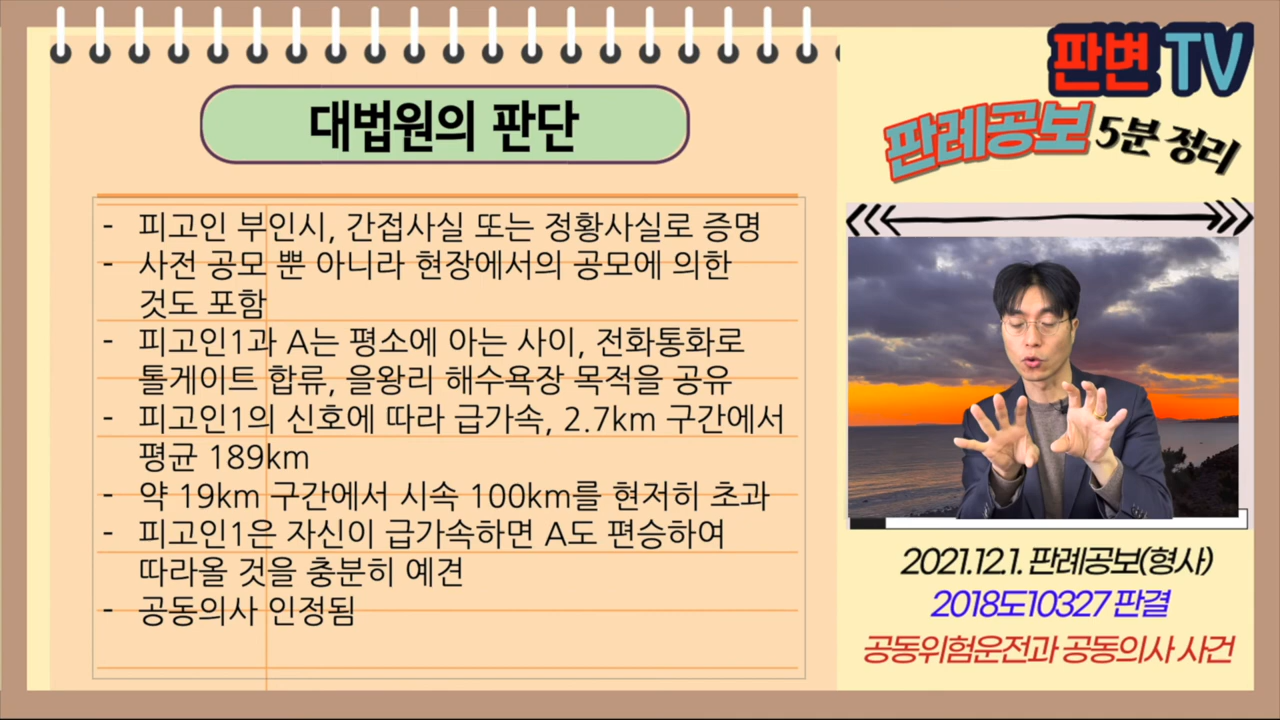 대법원의 판단
- 피고인 부인시, 간접사실 또는 정황사실로 증명
- 사전 공모 뿐 아니라 현장에서의 공모에 의한
것도 포함
- 피고인1과 A는 평소에 아는 사이, 전화통화로
톨게이트 합류, 을왕리 해수욕장 목적을 공유
- 피고인1의 신호에 따라 급가속, 2.7km 구간에서
평균 189km
- 약 19km 구간에서 시속 100km를 현저히 초과
- 피고인1은 자신이 급가속하면 A도 편승하여
따라올 것을 충분히 예견
- 공동의사 인정됨
판변 TV
판례공보 5분 정리
2021.12.1. 판례공보(형사)
2018도10327 판결
공동위험운전과 공동의사 사건